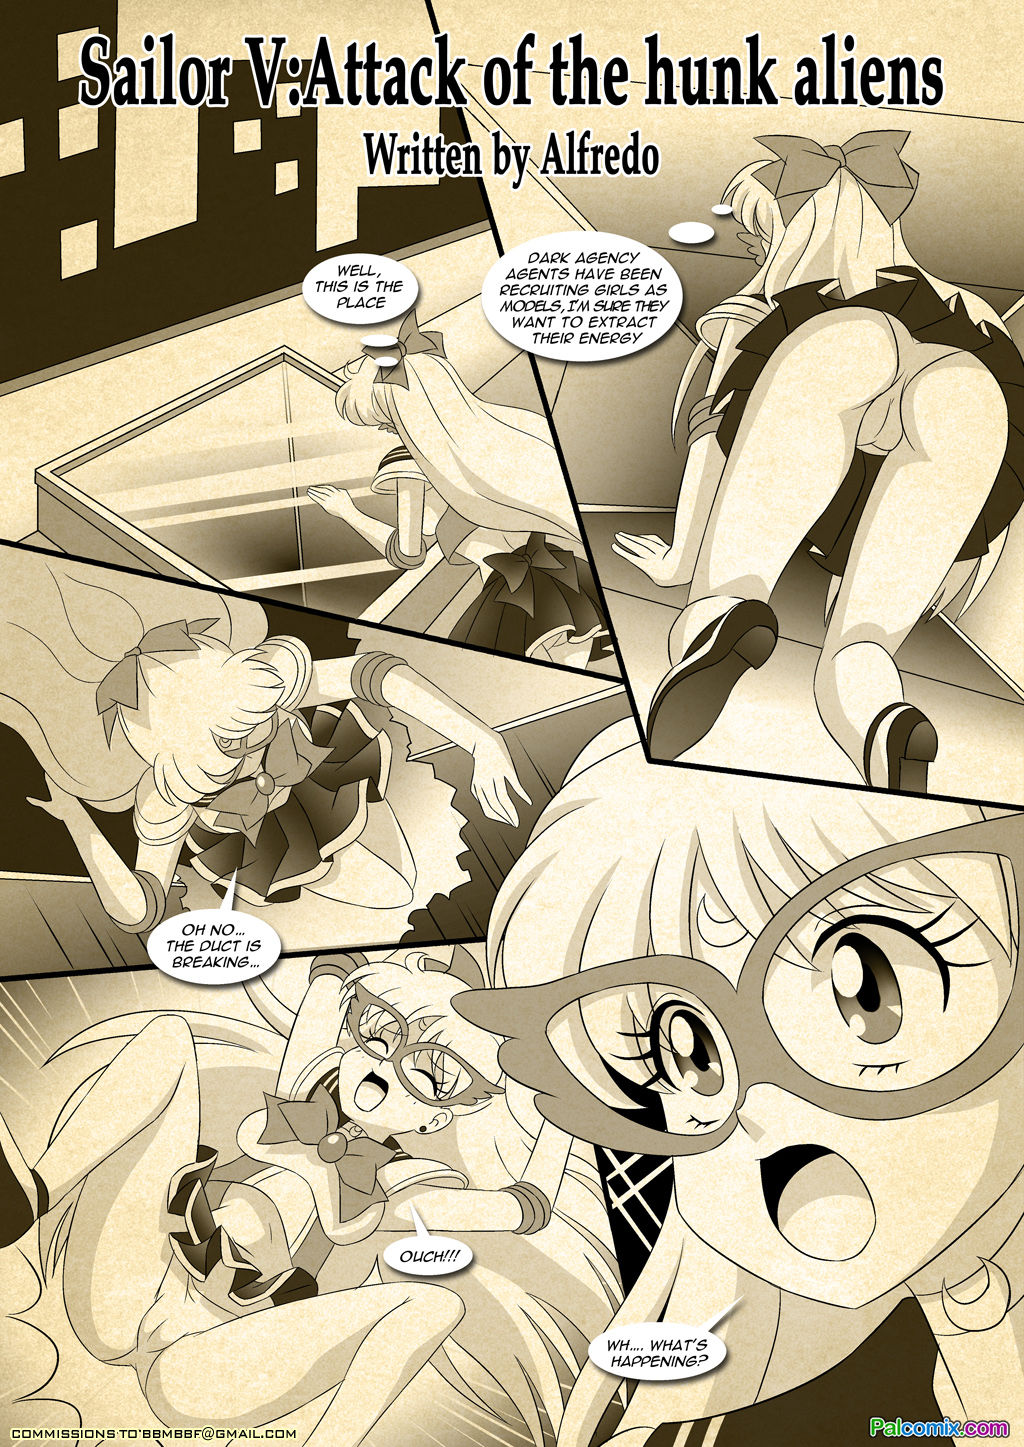 Sailor V:Attack of the hunk aliens
Written by Alfredo
WELL,
THIS IS THE
PLACE
DARK AGENCY
AGENTS HAVE BEEN
RECRUITING GIRLS AS
MODELS, I'M SURE THEY
WANT TO EXTRACT
THEIR ENERGY
OH NO...
THE DUCT IS
BREAKING...
OUCH!!!
WH.... WHAT'S
HAPPENING?
COMMISSIONS TO'BBMBBF@GMAIL.COM
Palcomix.com